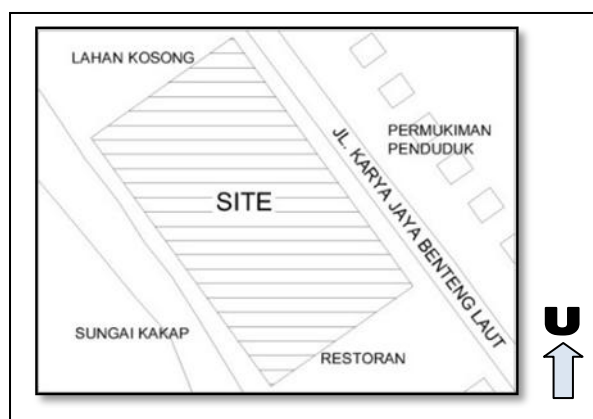 LAHAN KOSONG
PERMUKIMAN
PENDUDUK
JL. KARYA JAYA BENTENG LAUT
SITE
SUNGAI KAKAP
RESTORAN
U